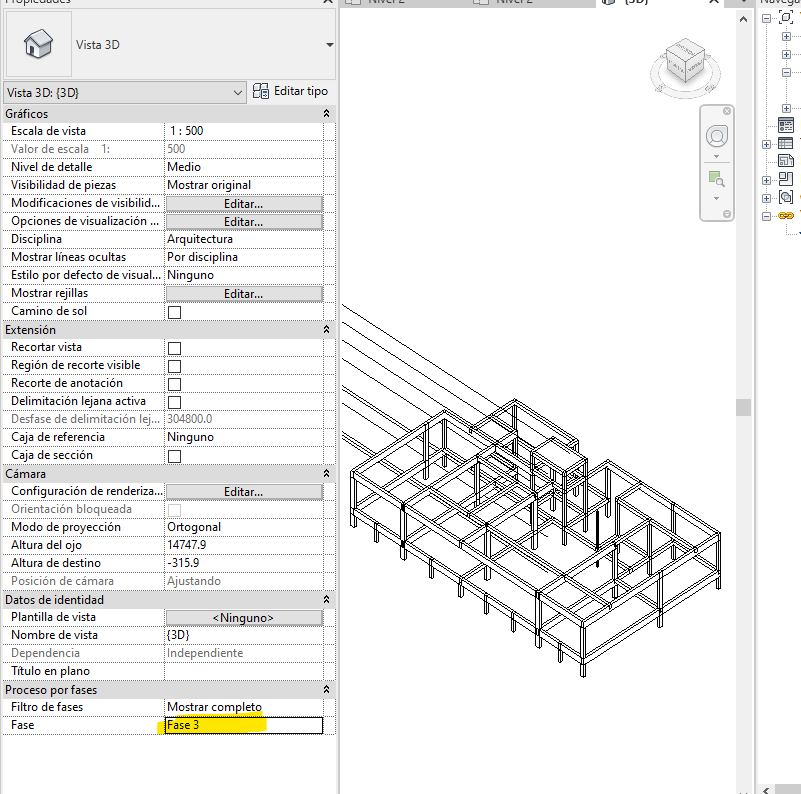 Propiedades
Nivel 2
Nivel 2
{3D}
Vista 3D
Vista 3D: {3D}
Editar tipo
Gráficos
Escala de vista
1 : 500
Valor de escala 1:
500
Nivel de detalle
Medio
Visibilidad de piezas
Mostrar original
Modificaciones de visibilid...
Editar...
Opciones de visualización ...
Editar...
Disciplina
Arquitectura
Mostrar líneas ocultas
Por disciplina
Estilo por defecto de visual...
Ninguno
Mostrar rejillas
Editar...
Camino de sol
Extensión
Recortar vista
Región de recorte visible
Recorte de anotación
Delimitación lejana activa
Desfase de delimitación lej...
304800.0
Caja de referencia
Ninguno
Caja de sección
Cámara
Configuración de renderiza...
Editar...
Orientación bloqueada
Modo de proyección
Ortogonal
Altura del ojo
14747.9
Altura de destino
-315.9
Posición de cámara
Ajustando
Datos de identidad
Plantilla de vista
<Ninguno>
Nombre de vista
{3D}
Dependencia
Independiente
Título en plano
Proceso por fases
Filtro de fases
Mostrar completo
Fase
Fase 3